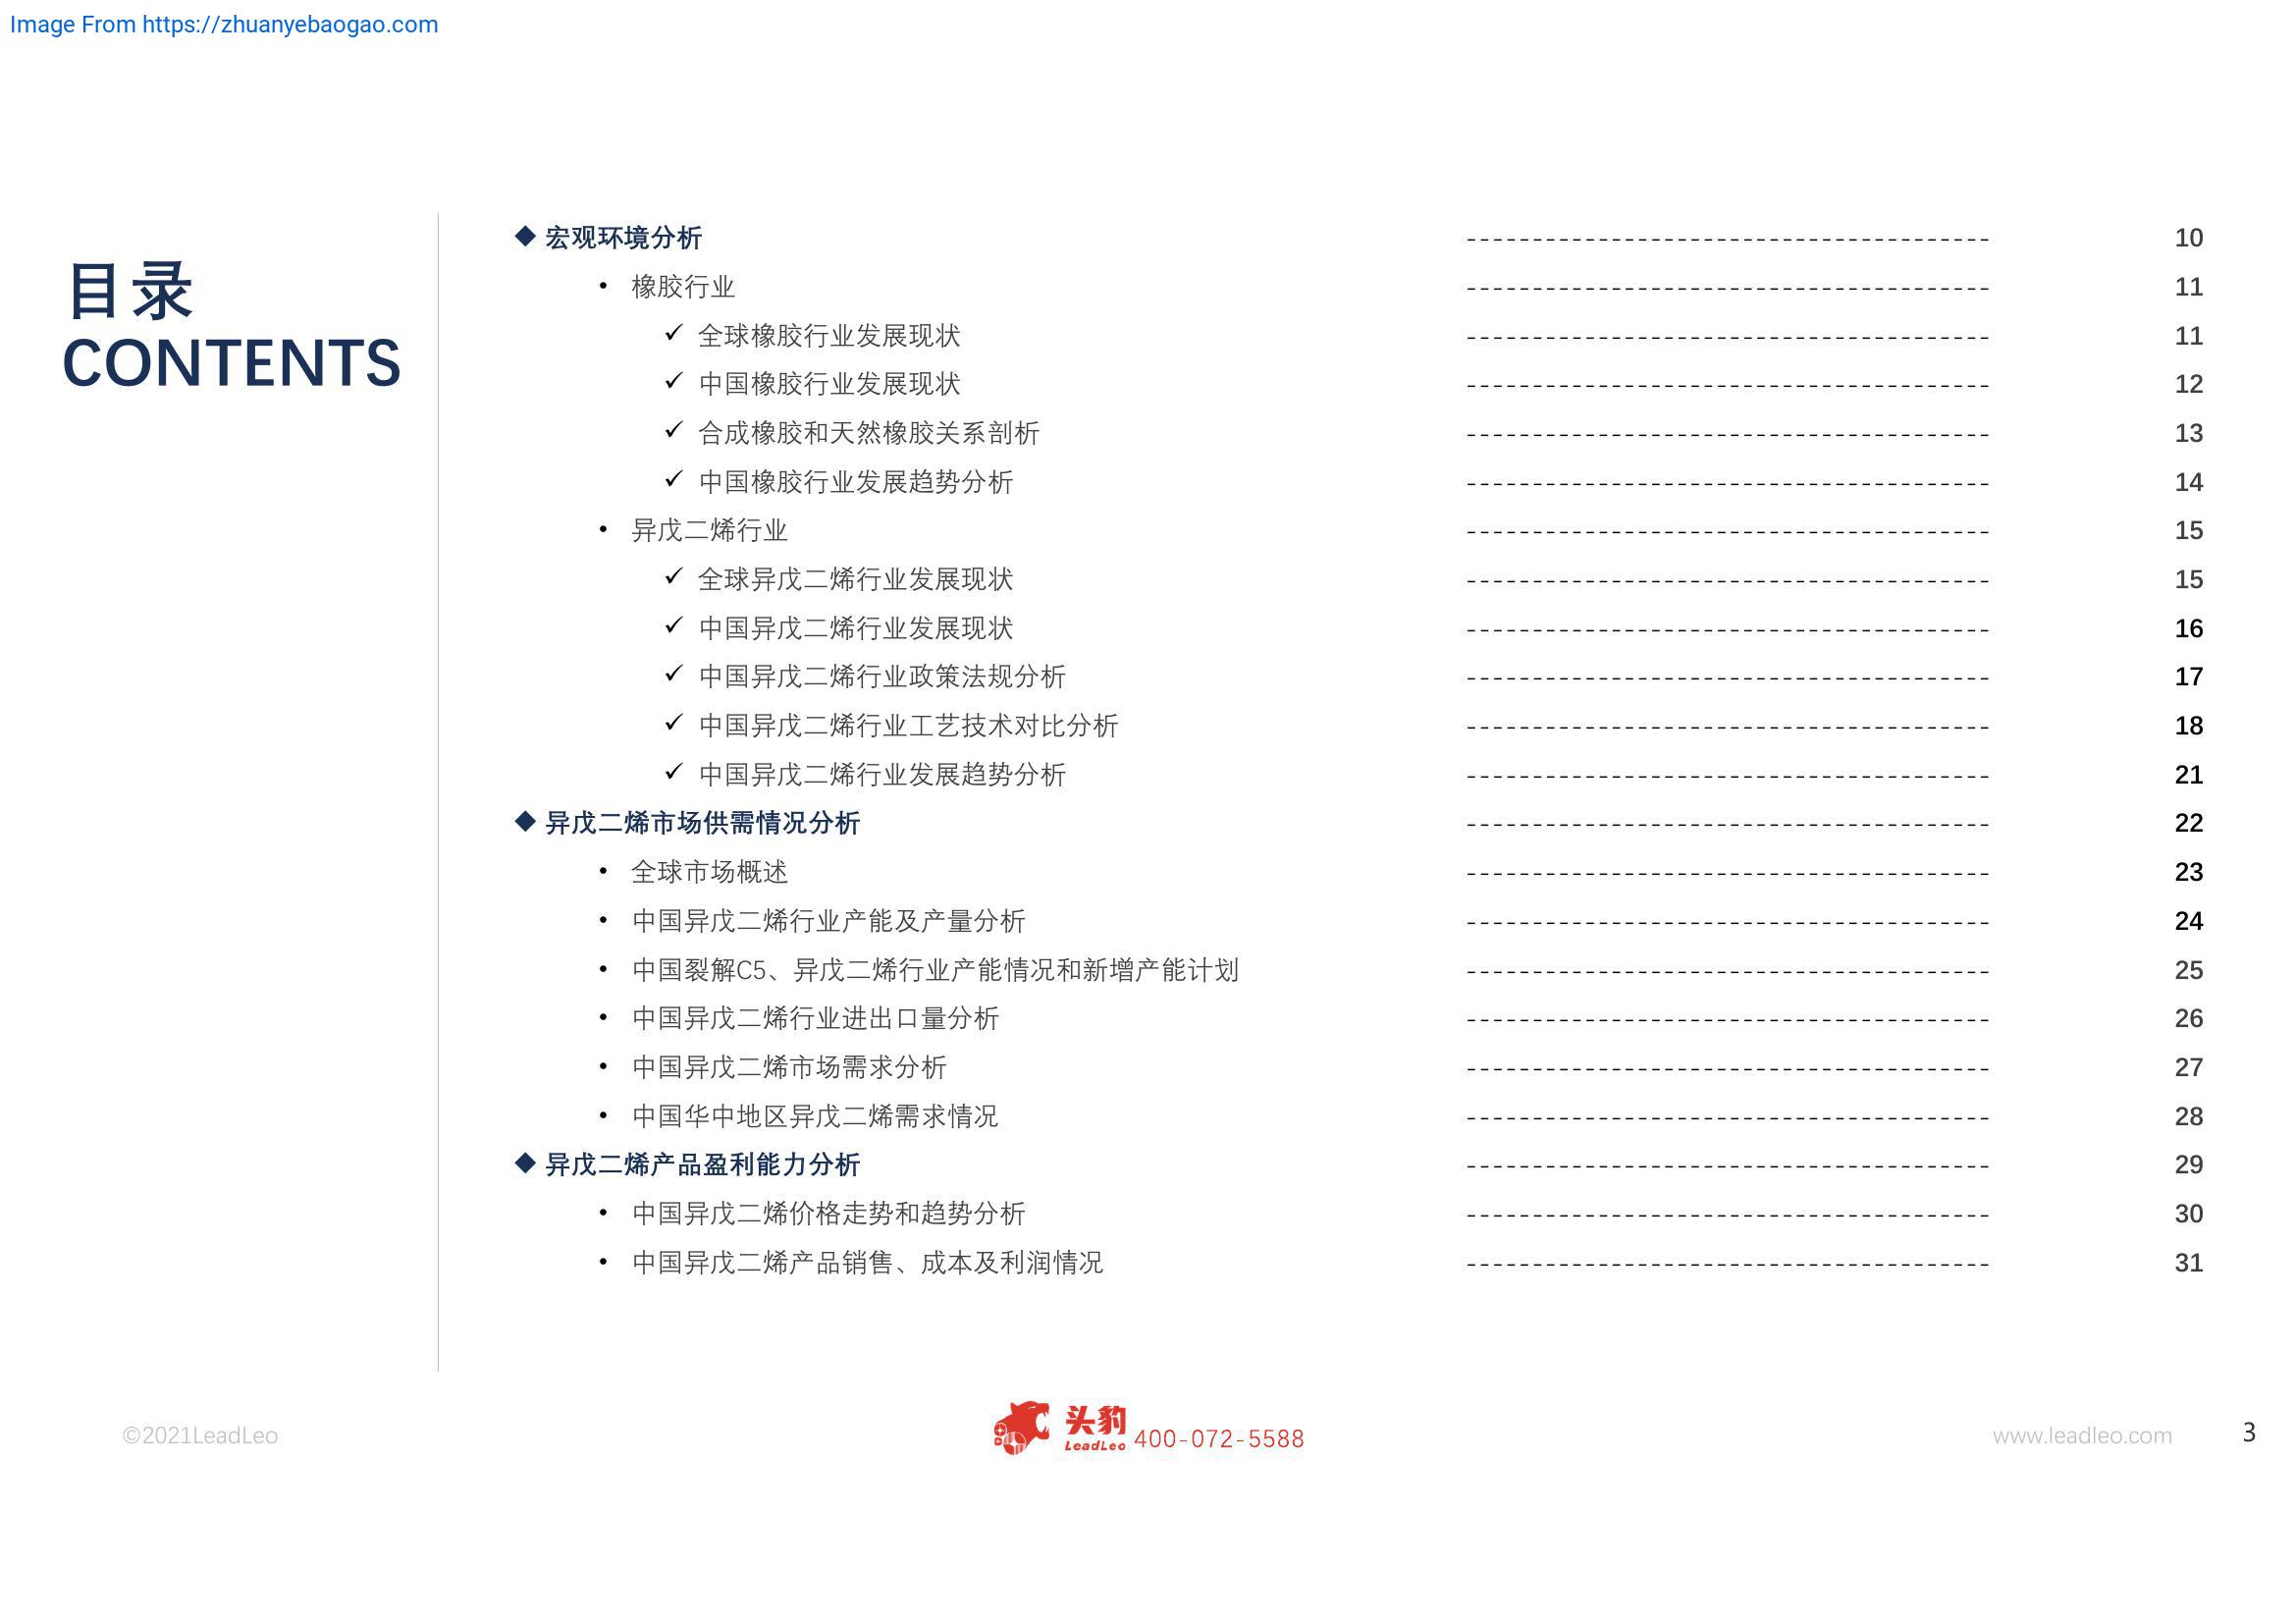 Image From https://zhuanyebaogao.com
目录
CONTENTS
◆ 宏观环境分析 ---------------------------------------- 10
• 橡胶行业 ---------------------------------------- 11
✓ 全球橡胶行业发展现状 ---------------------------------------- 11
✓ 中国橡胶行业发展现状 ---------------------------------------- 12
✓ 合成橡胶和天然橡胶关系剖析 ---------------------------------------- 13
✓ 中国橡胶行业发展趋势分析 ---------------------------------------- 14
• 异戊二烯行业 ---------------------------------------- 15
✓ 全球异戊二烯行业发展现状 ---------------------------------------- 15
✓ 中国异戊二烯行业发展现状 ---------------------------------------- 16
✓ 中国异戊二烯行业政策法规分析 ---------------------------------------- 17
✓ 中国异戊二烯行业工艺技术对比分析 ---------------------------------------- 18
✓ 中国异戊二烯行业发展趋势分析 ---------------------------------------- 21
◆ 异戊二烯市场供需情况分析 ---------------------------------------- 22
• 全球市场概述 ---------------------------------------- 23
• 中国异戊二烯行业产能及产量分析 ---------------------------------------- 24
• 中国裂解C5、异戊二烯行业产能情况和新增产能计划 ---------------------------------------- 25
• 中国异戊二烯行业进出口量分析 ---------------------------------------- 26
• 中国异戊二烯市场需求分析 ---------------------------------------- 27
• 中国华中地区异戊二烯需求情况 ---------------------------------------- 28
◆ 异戊二烯产品盈利能力分析 ---------------------------------------- 29
• 中国异戊二烯价格走势和趋势分析 ---------------------------------------- 30
• 中国异戊二烯产品销售、成本及利润情况 ---------------------------------------- 31
©2021LeadLeo
头豹
LeadLeo 400-072-5588
www.leadleo.com 3